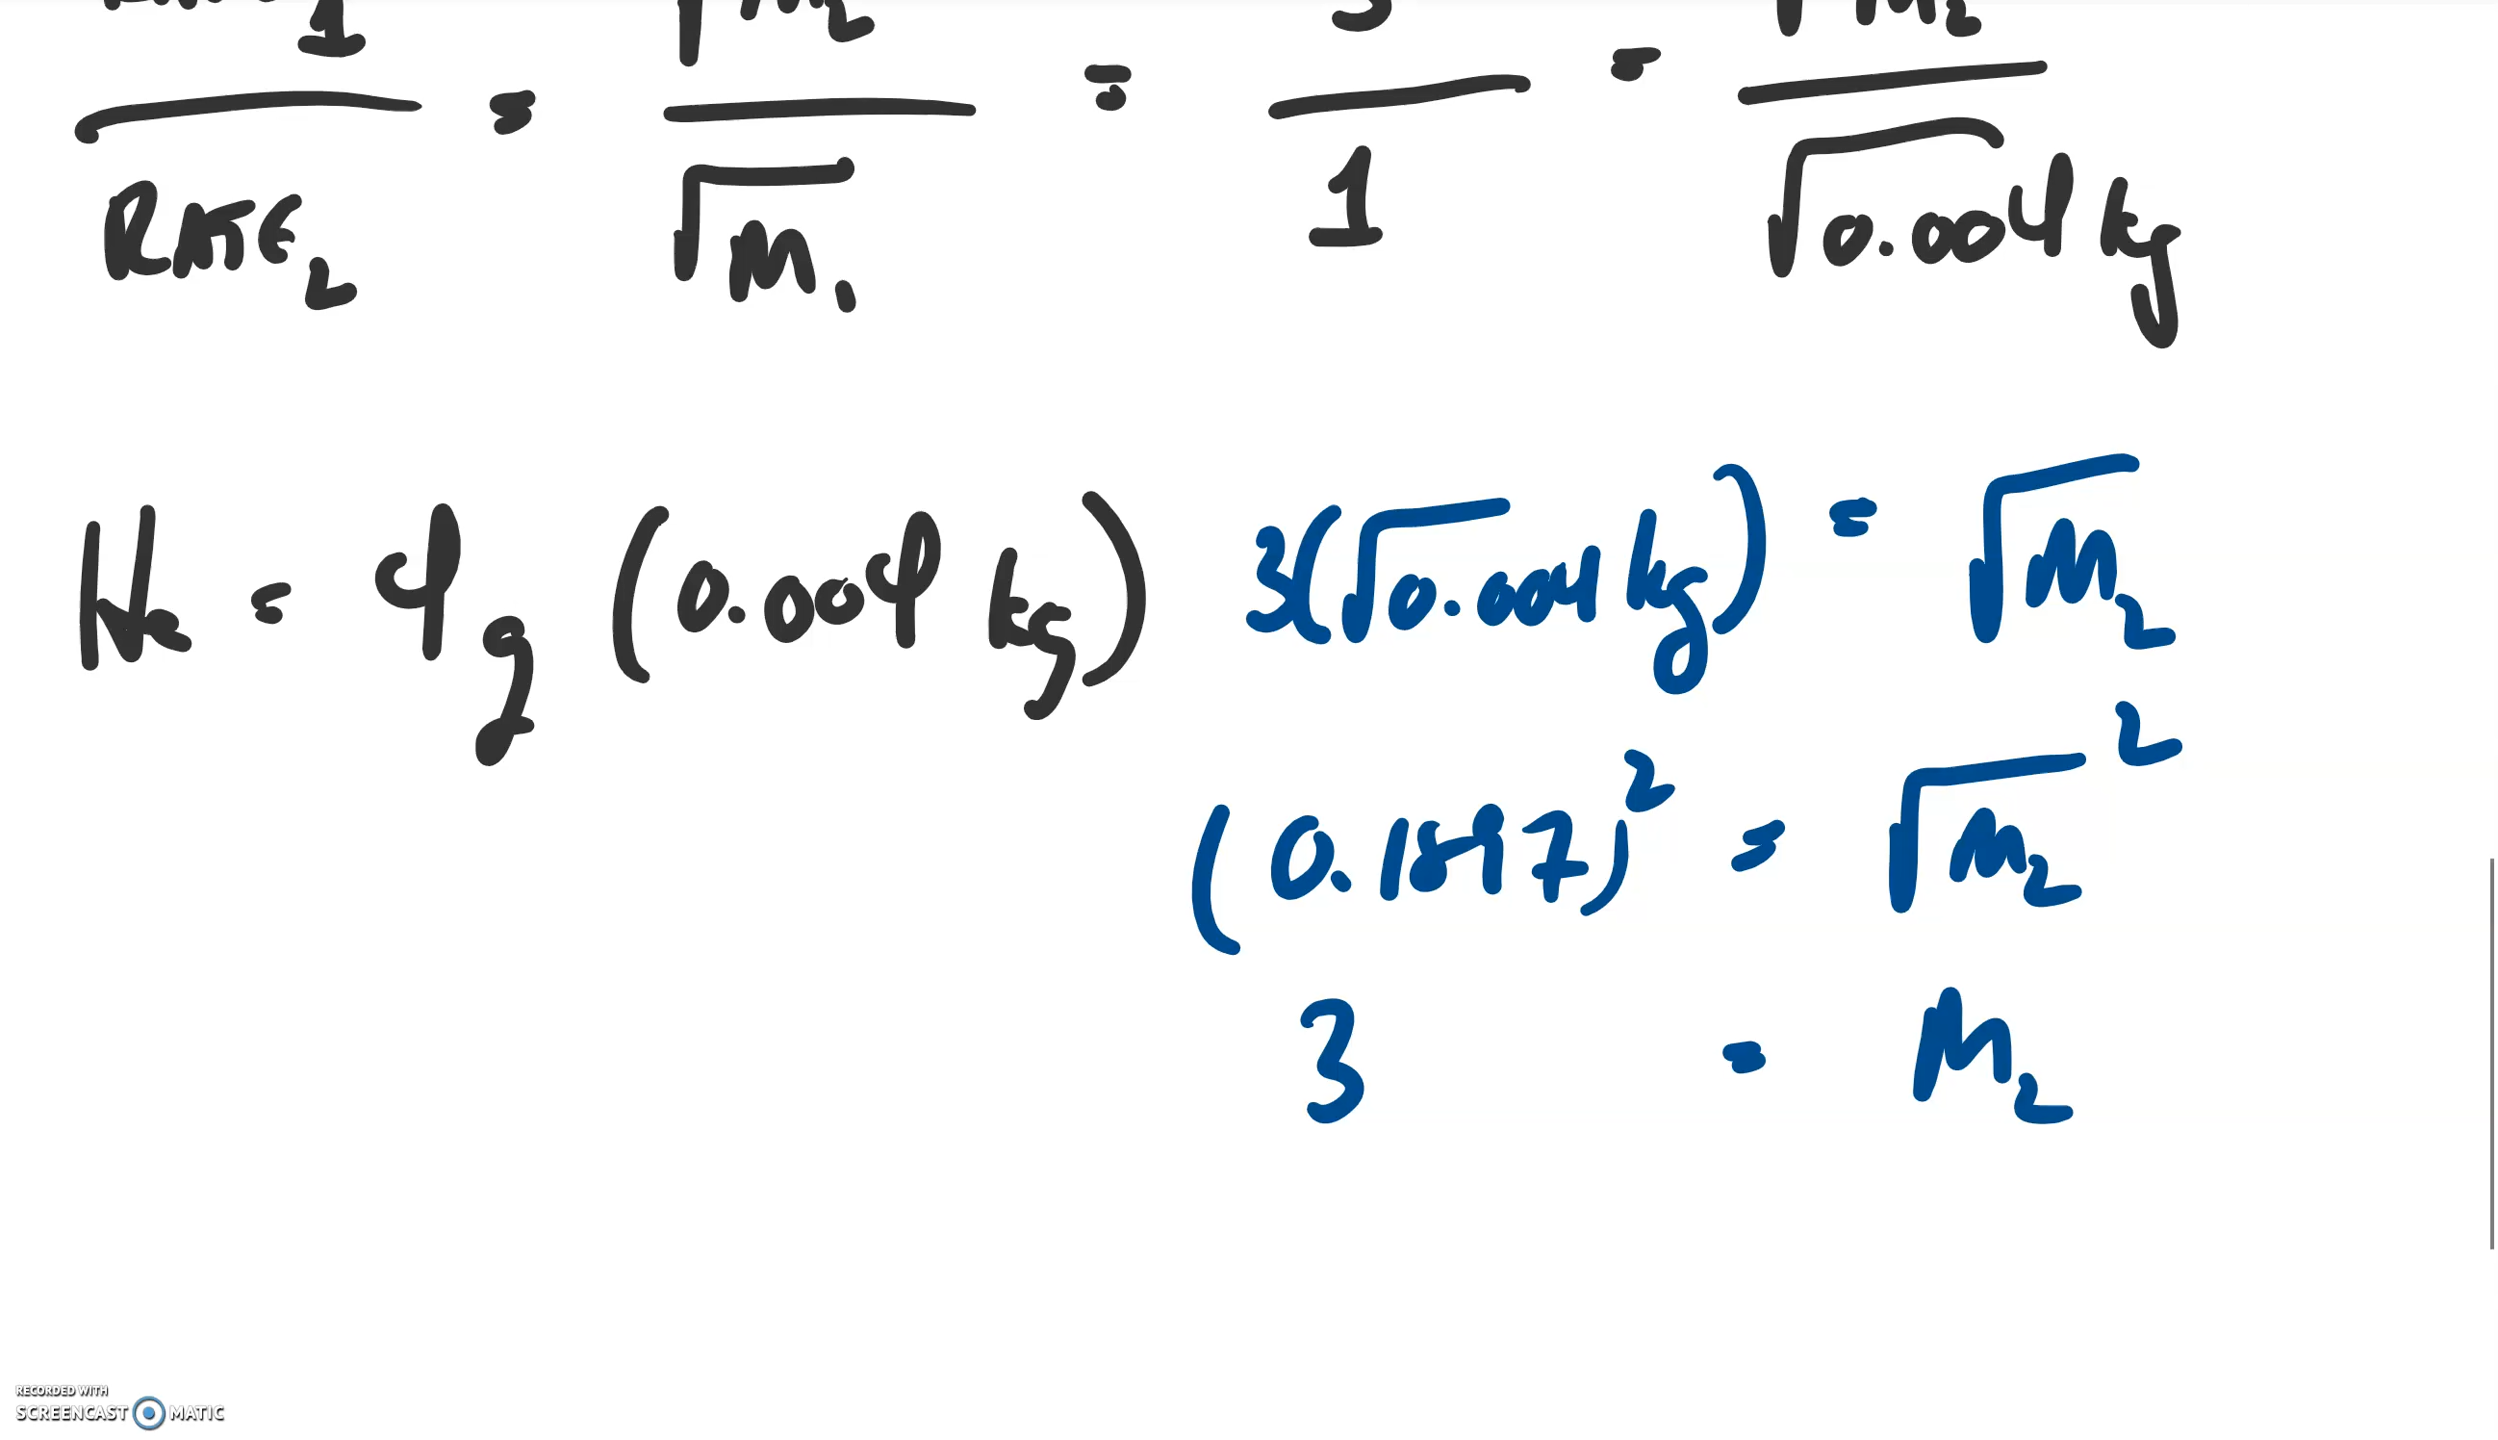 1 √M₂ 3 √M₂
RATE₂ = √M₁ = 1 = √0.004 kg
He = 4g (0.004 kg) 3(√0.004 kg) = √M₂
(0.1897)² = √M₂²
3 = M₂
RECORDED WITH
SCREENCAST MATIC